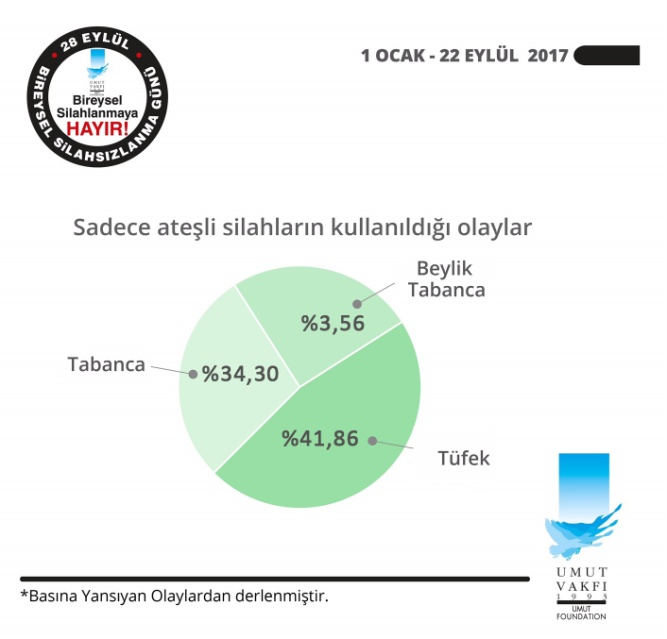 28 EYLÜL
BİREYSEL SİLAHSIZLANMA GÜNÜ
UMUT
VAKFI
Bireysel
Silahlanmaya
HAYIR!
1 OCAK - 22 EYLÜL 2017
Sadece ateşli silahların kullanıldığı olaylar
Beylik
Tabanca
%3,56
Tabanca
%34,30
%41,86
Tüfek
UMUT
VAKFI
1993
UMUT
FOUNDATION
*Basına Yansıyan Olaylardan derlenmiştir.